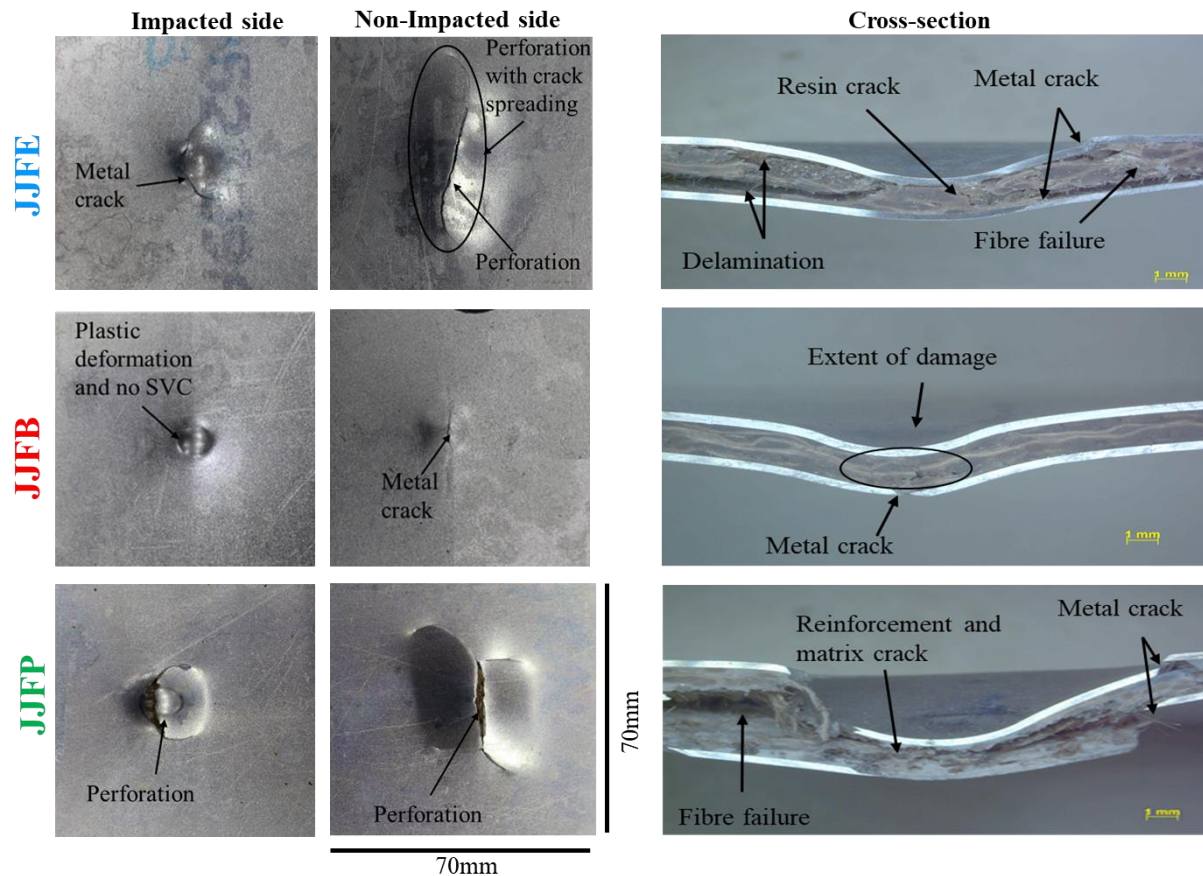 Impacted side
Non-Impacted side
Cross-section
JJFE
Metal
crack
Perforation
with crack
spreading
Perforation
Resin crack
Metal crack
Delamination
Fibre failure
1 mm
JJFB
Plastic
deformation
and no SVC
Metal
crack
Extent of damage
Metal crack
1 mm
JJFP
Perforation
Perforation
70mm
70mm
Reinforcement and
matrix crack
Metal crack
Fibre failure
1 mm